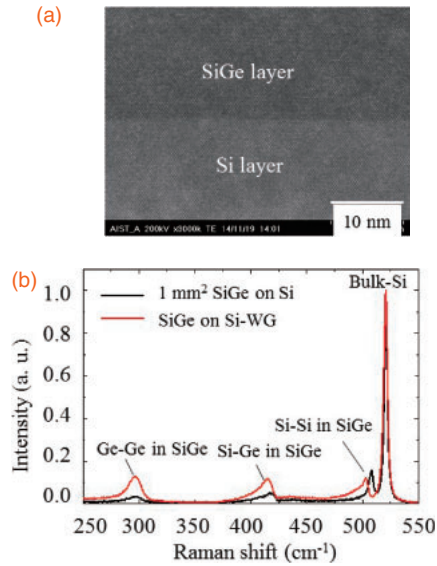 (a)
SiGe layer
Si layer
AIST_A 200kV x3000k TE 14/11/19 14:01
10 nm
(b)
Bulk-Si
1 mm² SiGe on Si
SiGe on Si-WG
Si-Si in SiGe
Ge-Ge in SiGe
Si-Ge in SiGe
Intensity (a. u.)
1.0
0.8
0.6
0.4
0.2
0.0
250 300 350 400 450 500 550
Raman shift (cm⁻¹)